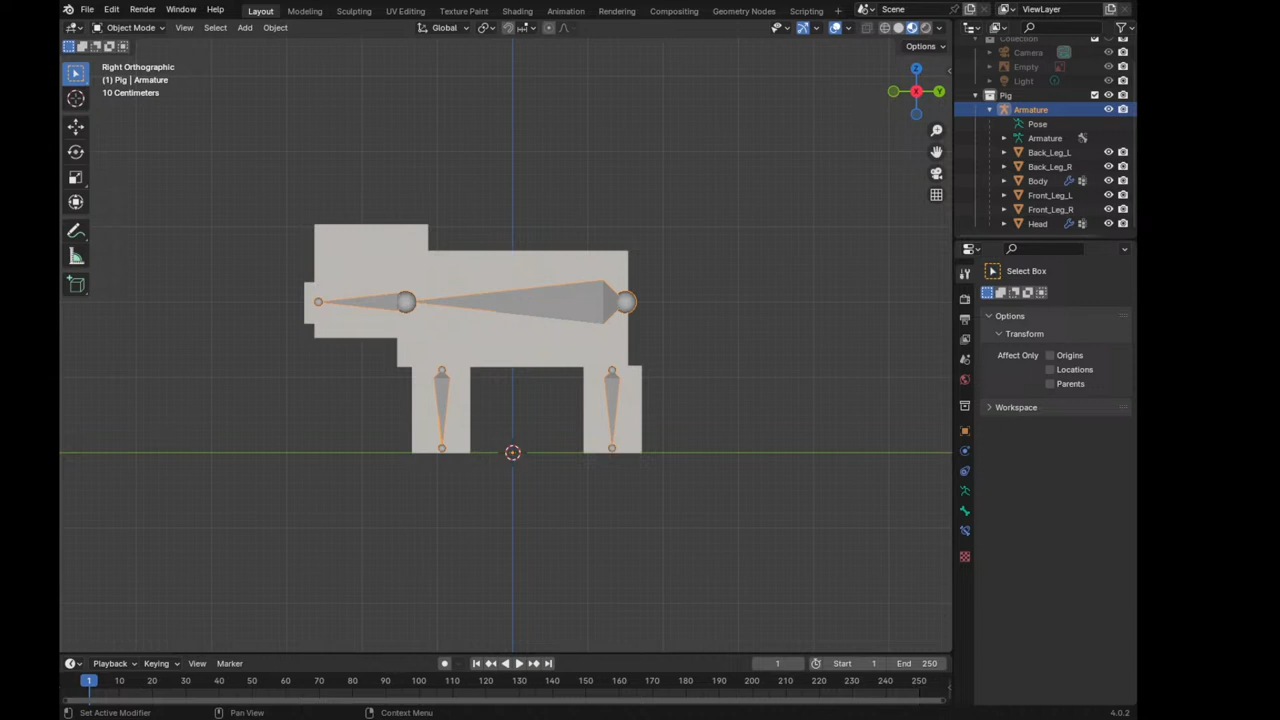 File Edit Render Window Help Layout Modeling Sculpting UV Editing Texture Paint Shading Animation Rendering Compositing Geometry Nodes Scripting + Scene ViewLayer
Object Mode View Select Add Object Global
Options
Right Orthographic
(1) Pig | Armature
10 Centimeters
Z
X
Y
Collection
Camera
Empty
Light
Pig
Armature
Pose
Armature
Back_Leg_L
Back_Leg_R
Body
Front_Leg_L
Front_Leg_R
Head
Select Box
Options
Transform
Affect Only Origins
Locations
Parents
Workspace
Playback Keying View Marker 1 Start 1 End 250
1 10 20 30 40 50 60 70 80 90 100 110 120 130 140 150 160 170 180 190 200 210 220 230 240 250
Set Active Modifier Pan View Context Menu 4.0.2